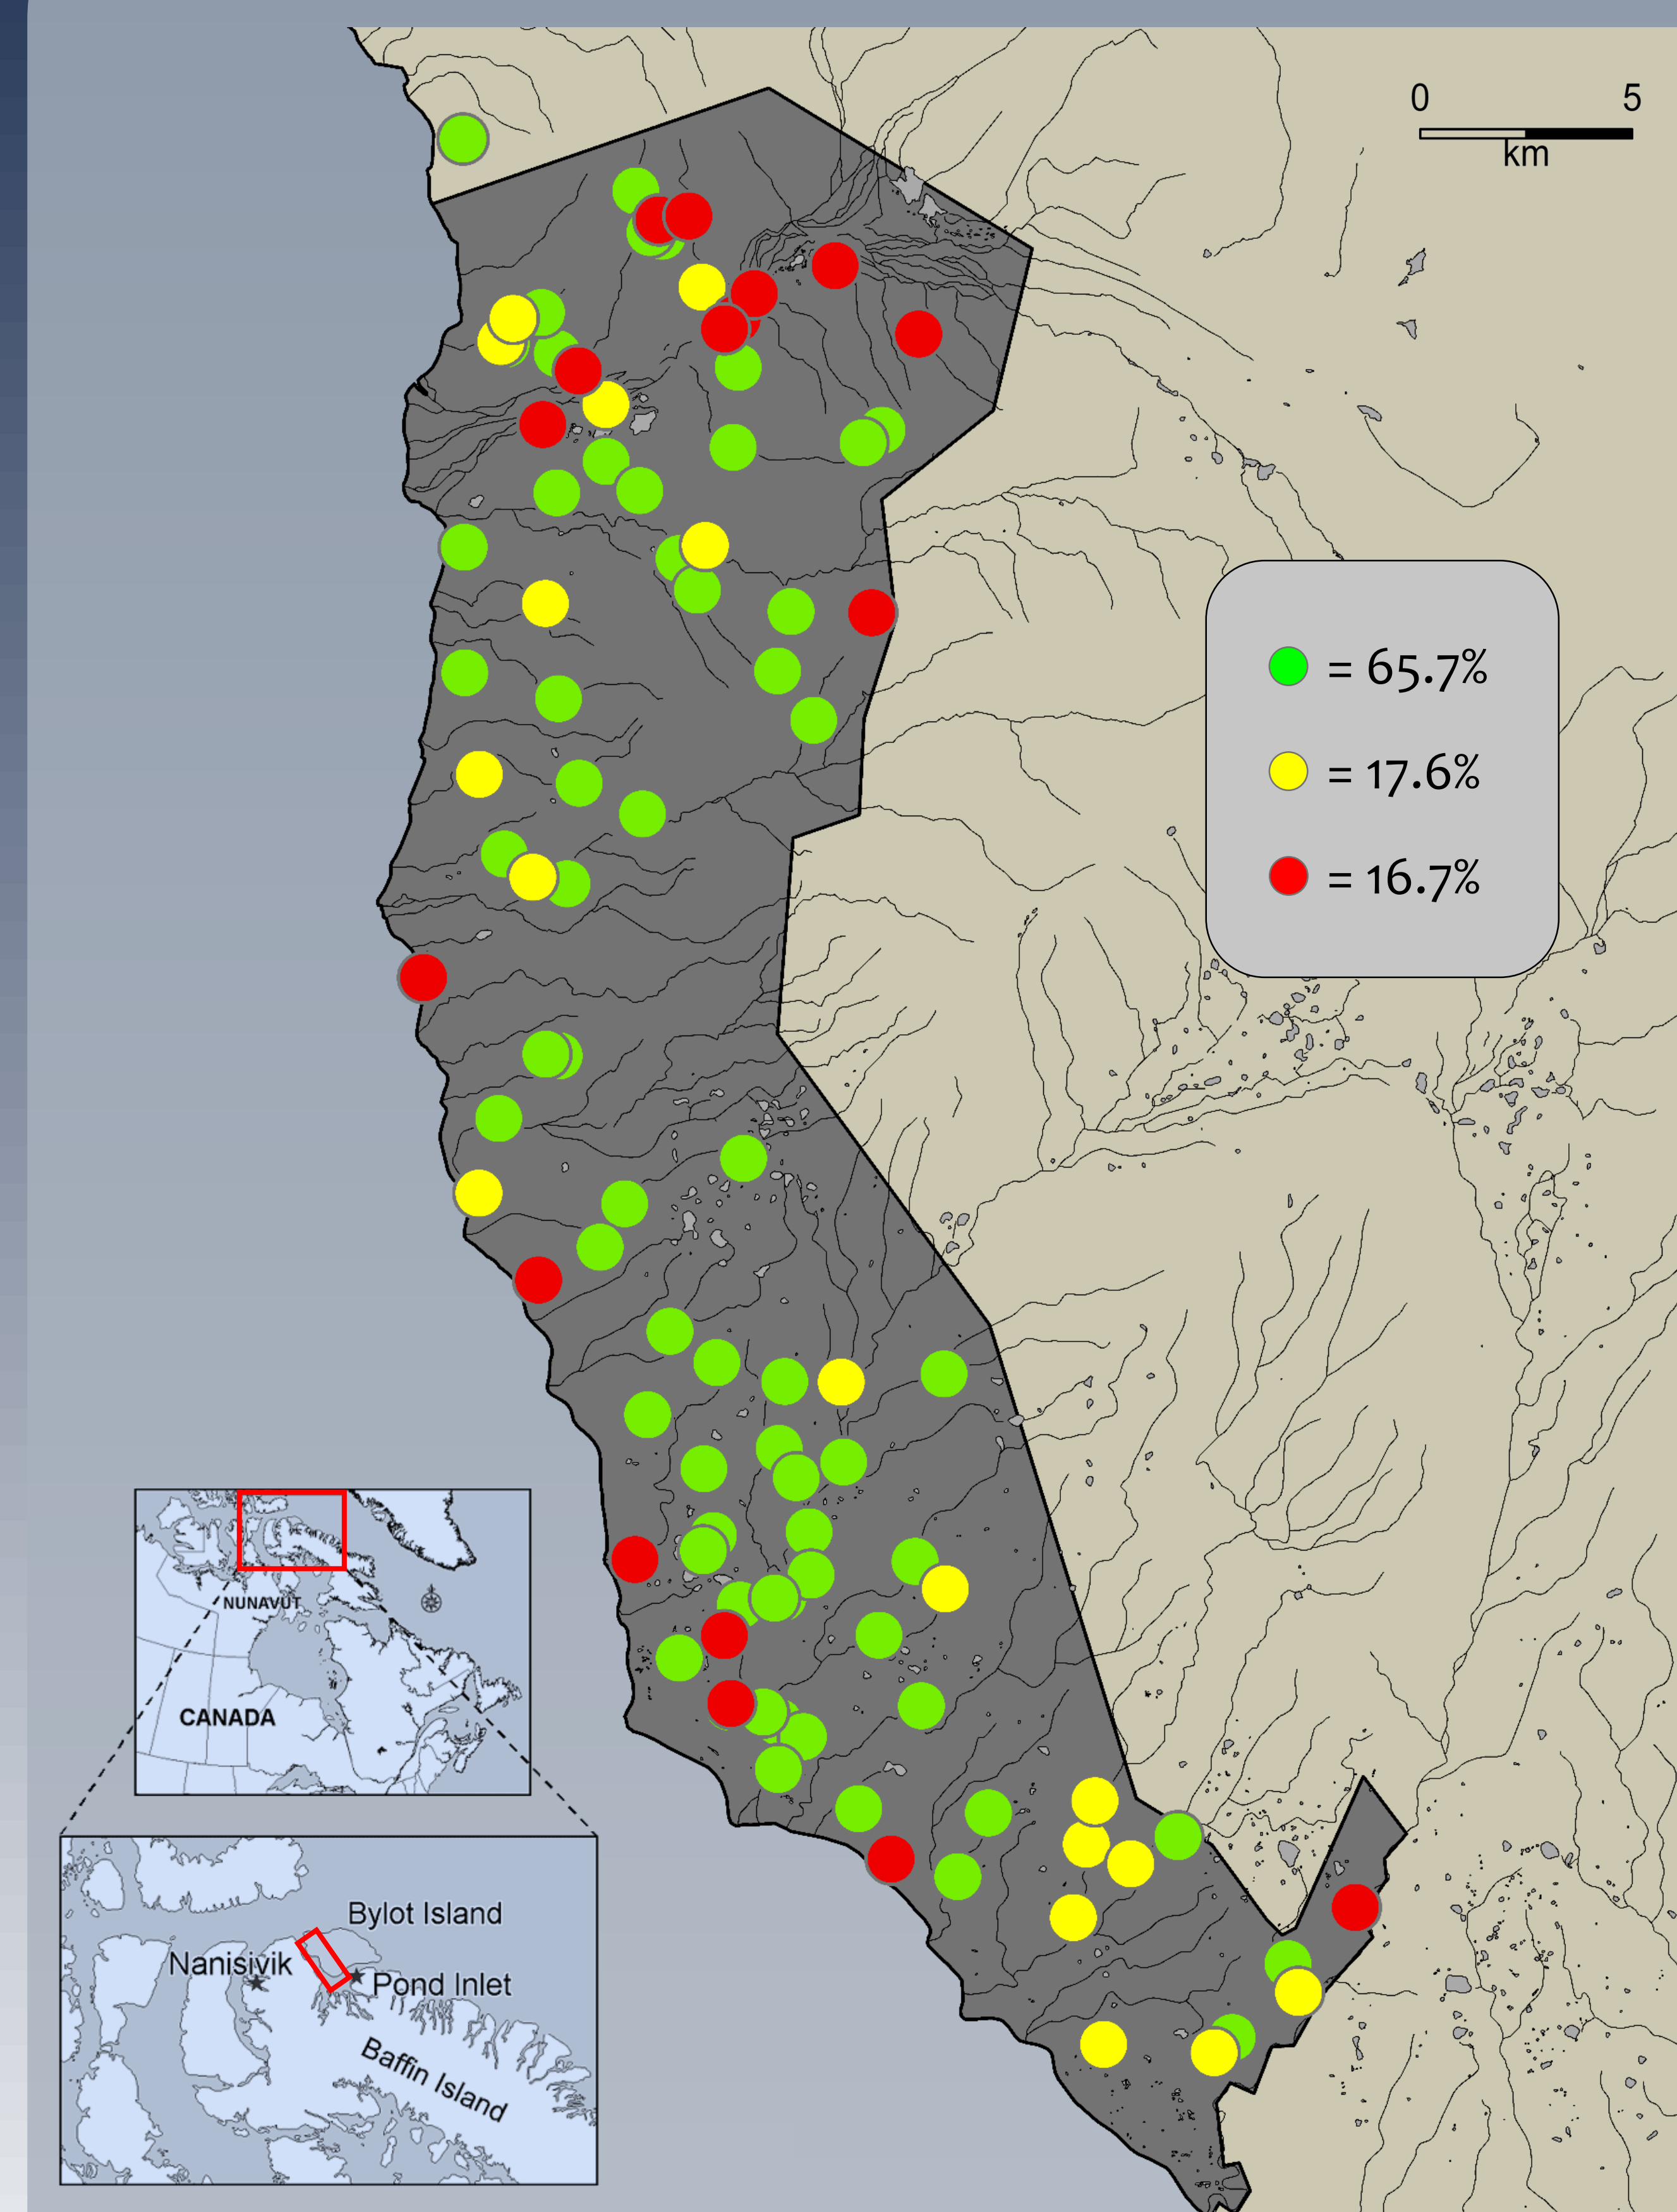 0 5
km
= 65.7%
= 17.6%
= 16.7%
NUNAVUT
CANADA
Bylot Island
Nanisivik
Pond Inlet
Baffin Island